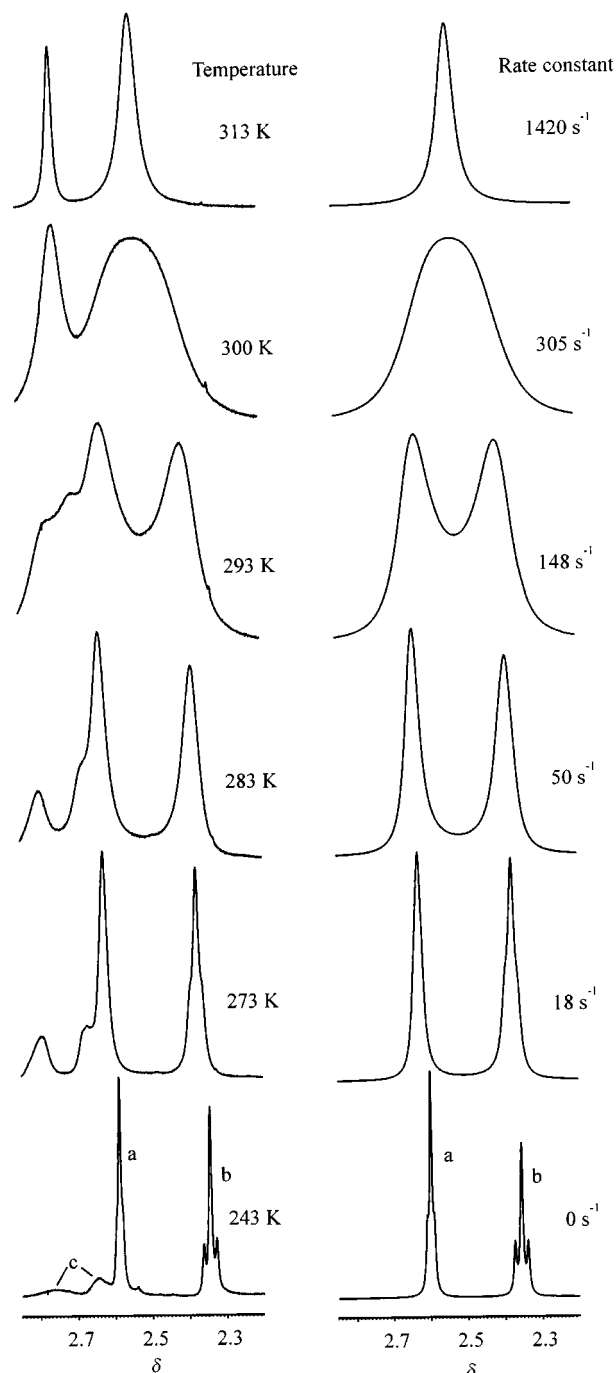 Temperature Rate constant
313 K 1420 s⁻¹
300 K 305 s⁻¹
293 K 148 s⁻¹
283 K 50 s⁻¹
273 K 18 s⁻¹
a b a b
243 K 0 s⁻¹
c
2.7 2.5 2.3 2.7 2.5 2.3
δ δ